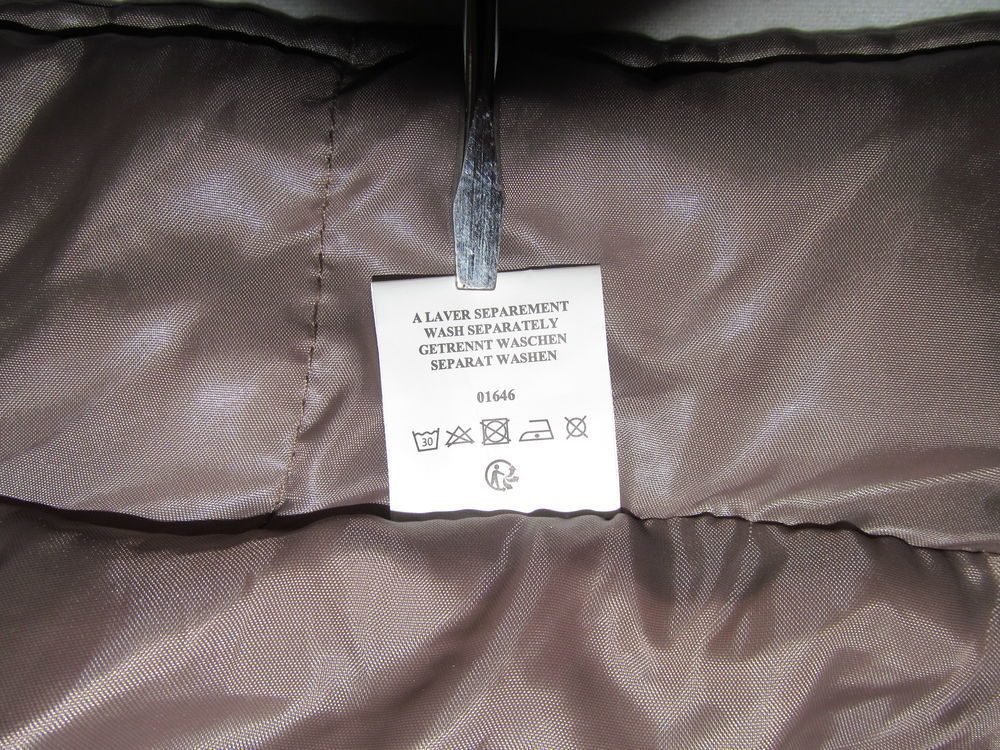 A LAVER SEPAREMENT
WASH SEPARATELY
GETRENNT WASCHEN
SEPARAT WASHEN
01646
30